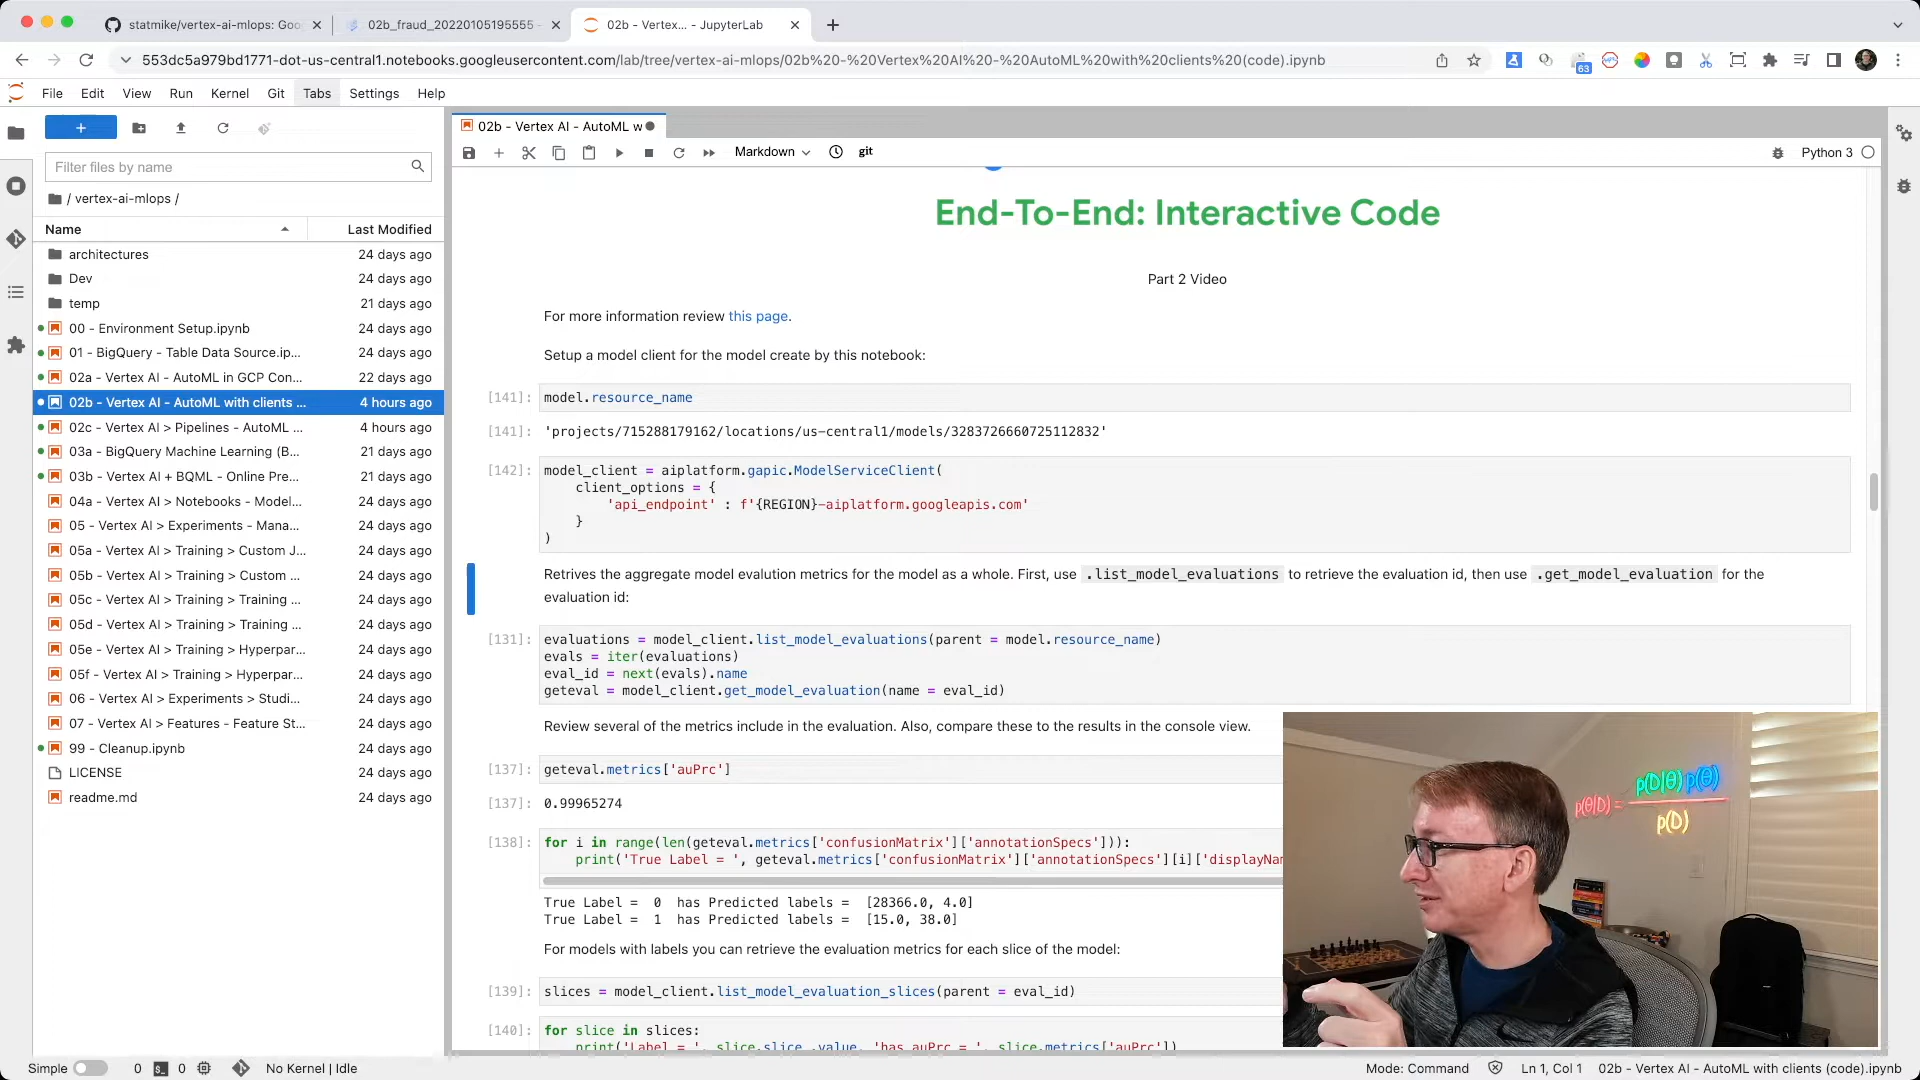 statmike/vertex-ai-mlops: Goo
02b_fraud_20220105195555 -
02b - Vertex... - JupyterLab
553dc5a979bd1771-dot-us-central1.notebooks.googleusercontent.com/lab/tree/vertex-ai-mlops/02b%20-%20Vertex%20AI%20-%20AutoML%20with%20clients%20(code).ipynb
63
File Edit View Run Kernel Git Tabs Settings Help
02b - Vertex AI - AutoML w
Filter files by name
Markdown
git
Python 3
/ vertex-ai-mlops /
Name Last Modified
architectures 24 days ago
Dev 24 days ago
temp 21 days ago
00 - Environment Setup.ipynb 24 days ago
01 - BigQuery - Table Data Source.ip... 24 days ago
02a - Vertex AI - AutoML in GCP Con... 22 days ago
02b - Vertex AI - AutoML with clients ... 4 hours ago
02c - Vertex AI > Pipelines - AutoML ... 4 hours ago
03a - BigQuery Machine Learning (B... 21 days ago
03b - Vertex AI + BQML - Online Pre... 21 days ago
04a - Vertex AI > Notebooks - Model... 24 days ago
05 - Vertex AI > Experiments - Mana... 24 days ago
05a - Vertex AI > Training > Custom J... 24 days ago
05b - Vertex AI > Training > Custom ... 24 days ago
05c - Vertex AI > Training > Training ... 24 days ago
05d - Vertex AI > Training > Training ... 24 days ago
05e - Vertex AI > Training > Hyperpar... 24 days ago
05f - Vertex AI > Training > Hyperpar... 24 days ago
06 - Vertex AI > Experiments > Studi... 24 days ago
07 - Vertex AI > Features - Feature St... 24 days ago
99 - Cleanup.ipynb 24 days ago
LICENSE 24 days ago
readme.md 24 days ago
End-To-End: Interactive Code
Part 2 Video
For more information review this page.
Setup a model client for the model create by this notebook:
[141]: model.resource_name
[141]: 'projects/715288179162/locations/us-central1/models/3283726660725112832'
[142]: model_client = aiplatform.gapic.ModelServiceClient(
client_options = {
'api_endpoint' : f'{REGION}-aiplatform.googleapis.com'
}
)
Retrives the aggregate model evalution metrics for the model as a whole. First, use .list_model_evaluations to retrieve the evaluation id, then use .get_model_evaluation for the
evaluation id:
[131]: evaluations = model_client.list_model_evaluations(parent = model.resource_name)
evals = iter(evaluations)
eval_id = next(evals).name
geteval = model_client.get_model_evaluation(name = eval_id)
Review several of the metrics include in the evaluation. Also, compare these to the results in the console view.
[137]: geteval.metrics['auPrc']
[137]: 0.99965274
[138]: for i in range(len(geteval.metrics['confusionMatrix']['annotationSpecs'])):
print('True Label = ', geteval.metrics['confusionMatrix']['annotationSpecs'][i]['displayNam
True Label =  0  has Predicted labels =  [28366.0, 4.0]
True Label =  1  has Predicted labels =  [15.0, 38.0]
For models with labels you can retrieve the evaluation metrics for each slice of the model:
[139]: slices = model_client.list_model_evaluation_slices(parent = eval_id)
[140]: for slice in slices:
print('Label = ', slice.slice_.value, 'has auPrc = ', slice.metrics['auPrc'])
p(θ|D) = p(D|θ) p(θ)
p(D)
Simple 0 0 No Kernel | Idle
Mode: Command Ln 1, Col 1 02b - Vertex AI - AutoML with clients (code).ipynb